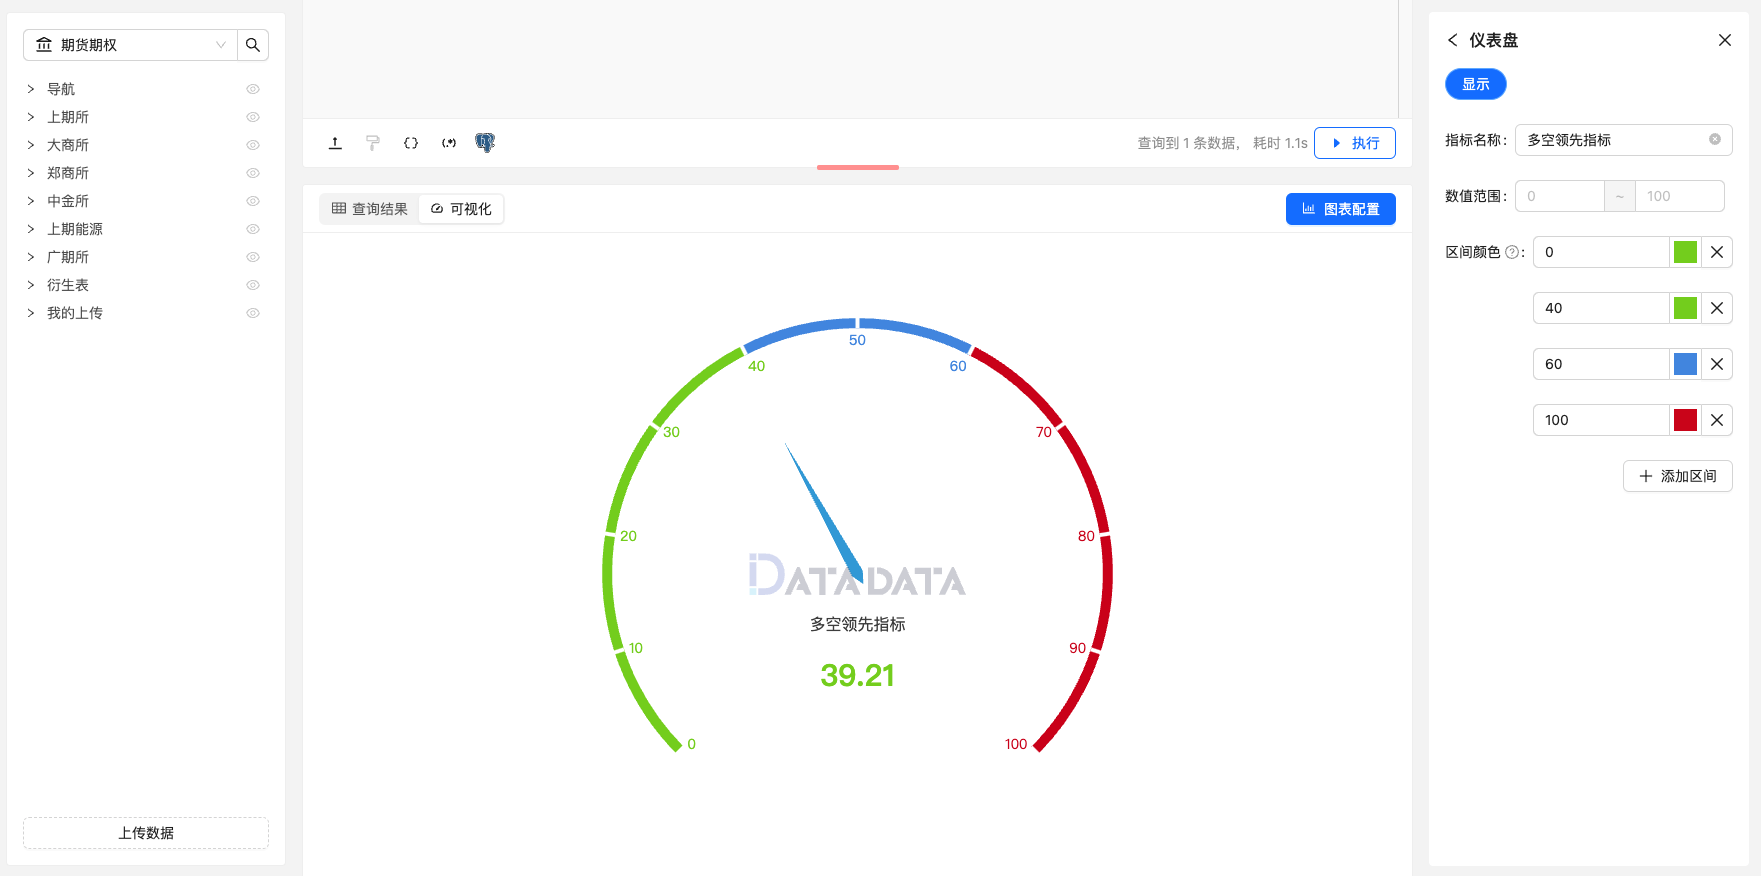 期货期权
导航
上期所
大商所
郑商所
中金所
上期能源
广期所
衍生表
我的上传
上传数据
{} (.*) 查询到 1 条数据， 耗时 1.1s 执行
查询结果 可视化 图表配置
50
40 60
30 70
20 80
DATADATA
多空领先指标
10 90
39.21
0 100
仪表盘
显示
指标名称: 多空领先指标
数值范围: 0 ~ 100
区间颜色 ? : 0
40
60
100
添加区间